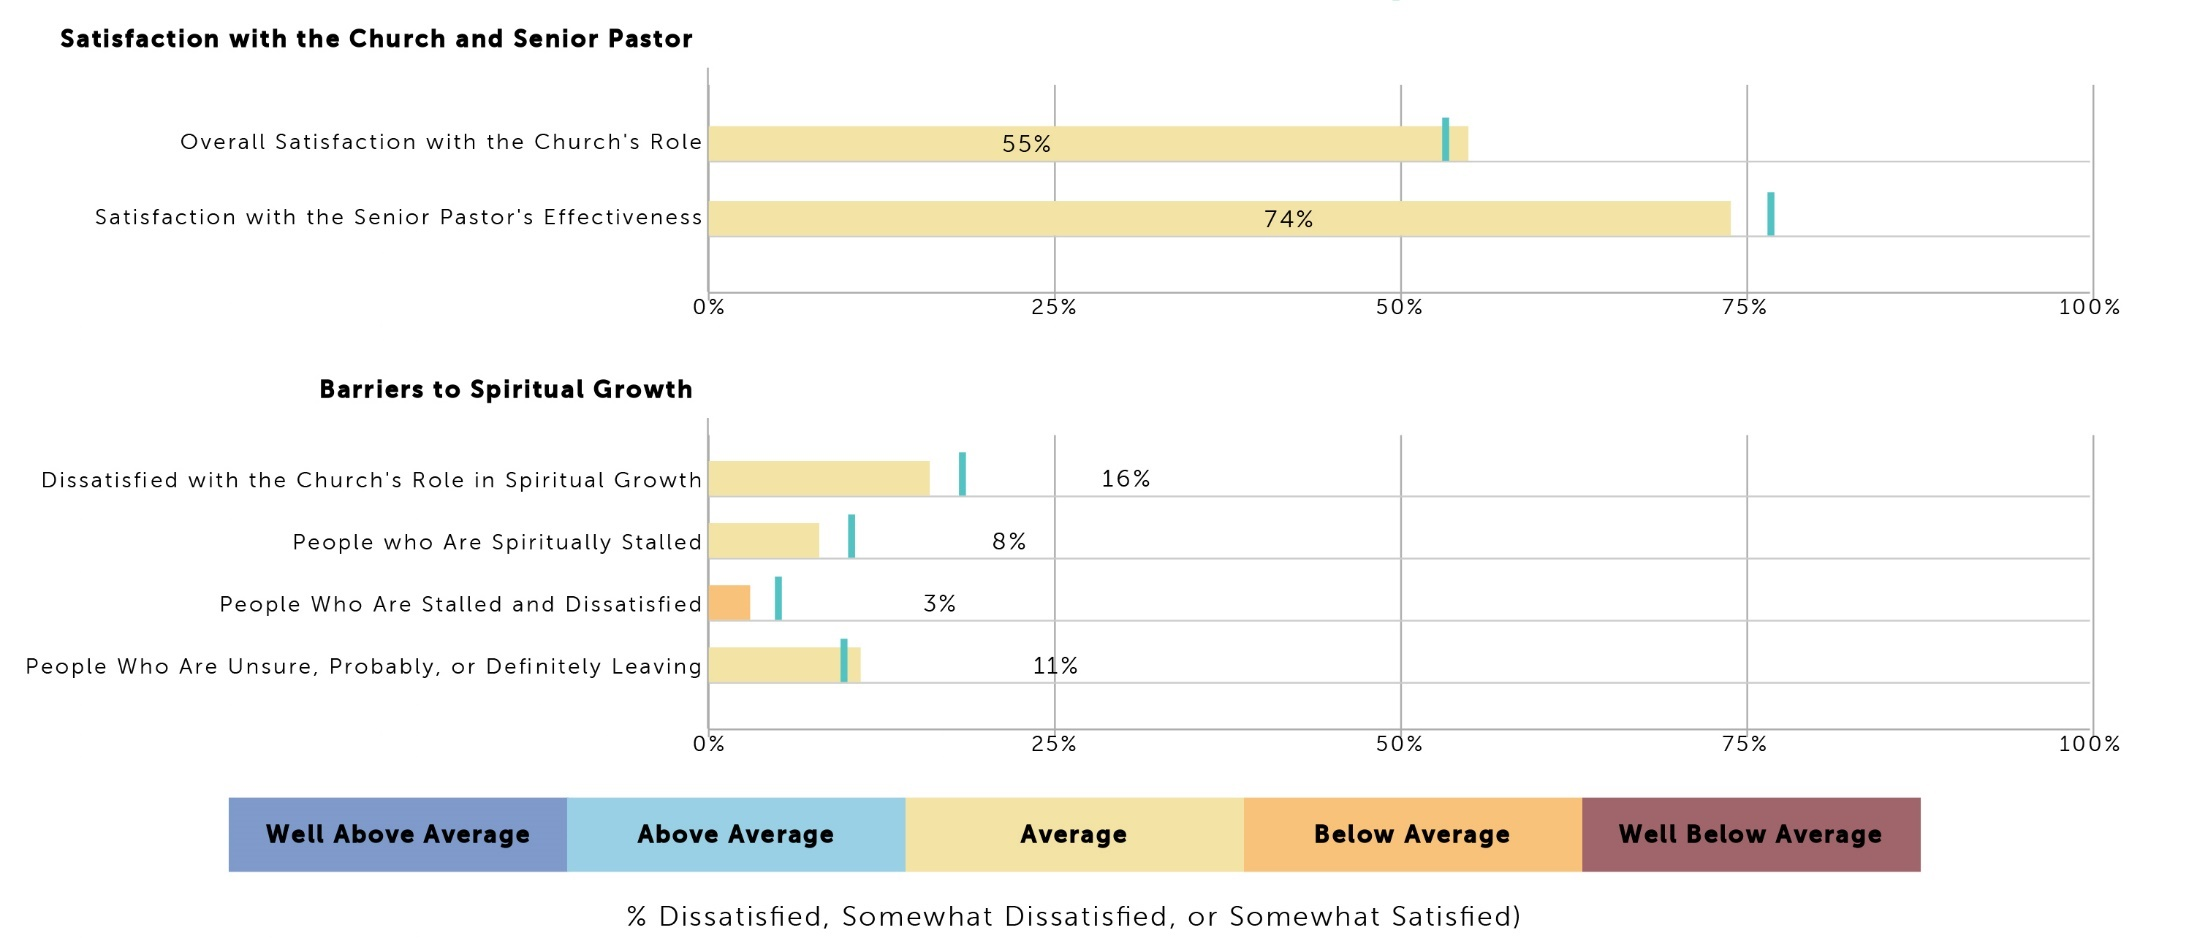 Satisfaction with the Church and Senior Pastor
Overall Satisfaction with the Church's Role
55%
Satisfaction with the Senior Pastor's Effectiveness
74%
0% 25% 50% 75% 100%
Barriers to Spiritual Growth
Dissatisfied with the Church's Role in Spiritual Growth
16%
People who Are Spiritually Stalled
8%
People Who Are Stalled and Dissatisfied
3%
People Who Are Unsure, Probably, or Definitely Leaving
11%
0% 25% 50% 75% 100%
Well Above Average Above Average Average Below Average Well Below Average
% Dissatisfied, Somewhat Dissatisfied, or Somewhat Satisfied)